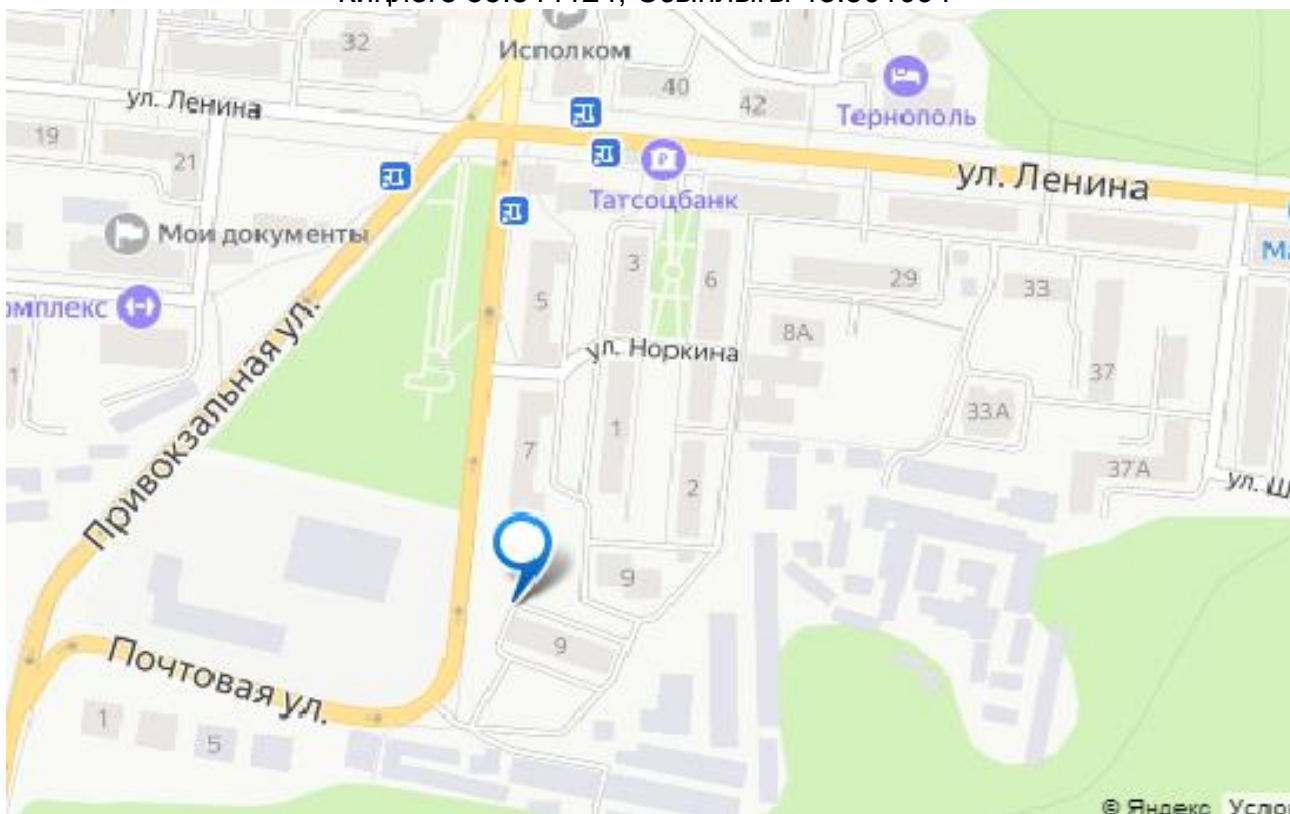 32
Исполком
40
42
Тернополь
ул. Ленина
19
21
Татсоцбанк
ул. Ленина
Мои документы
3
6
29
33
5
8А
ул. Норкина
37
1
Привокзальная ул.
7
1
33А
2
37А
9
9
Почтовая ул.
1
5
© Яндекс